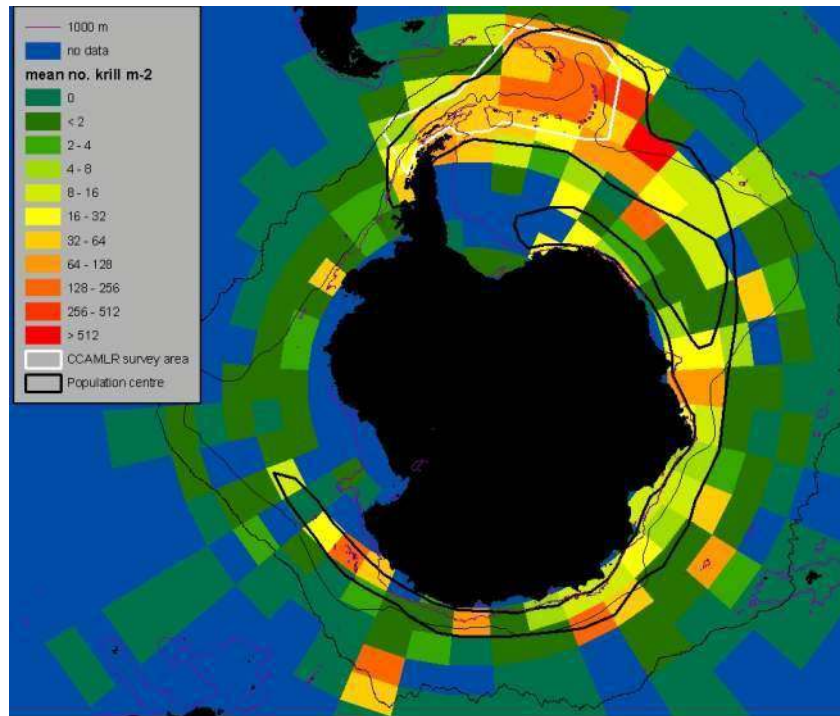 1000 m
no data
mean no. krill m-2
0
< 2
2 - 4
4 - 8
8 - 16
16 - 32
32 - 64
64 - 128
128 - 256
256 - 512
> 512
CCAMLR survey area
Population centre